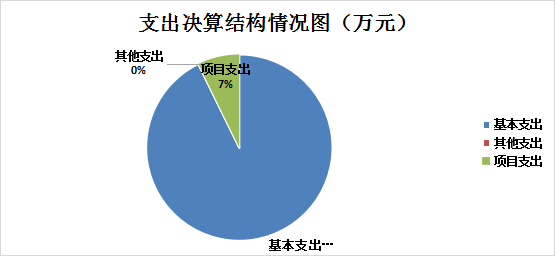 支出决算结构情况图（万元）
其他支出
0%
项目支出
7%
基本支出
其他支出
项目支出
基本支出…